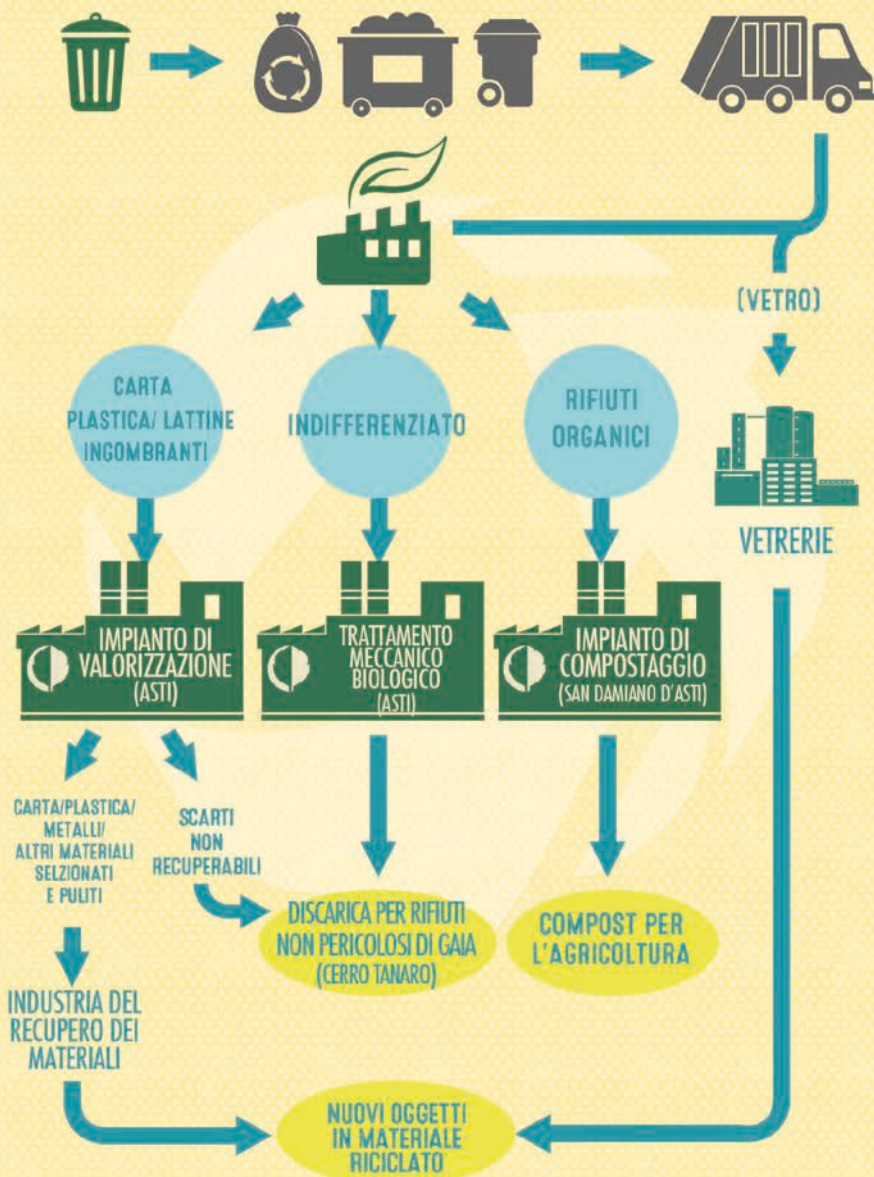 (VETRO)
CARTA
PLASTICA/ LATTINE
INGOMBRANTI
INDIFFERENZIATO
RIFIUTI
ORGANICI
VETRERIE
IMPIANTO DI
VALORIZZAZIONE
(ASTI)
TRATTAMENTO
MECCANICO
BIOLOGICO
(ASTI)
IMPIANTO DI
COMPOSTAGGIO
(SAN DAMIANO D'ASTI)
CARTA/PLASTICA/
METALLI/
ALTRI MATERIALI
SELZIONATI
E PULITI
SCARTI
NON
RECUPERABILI
DISCARICA PER RIFIUTI
NON PERICOLOSI DI GAIA
(CERRO TANARO)
COMPOST PER
L'AGRICOLTURA
INDUSTRIA DEL
RECUPERO DEI
MATERIALI
NUOVI OGGETTI
IN MATERIALE
RICICLATO